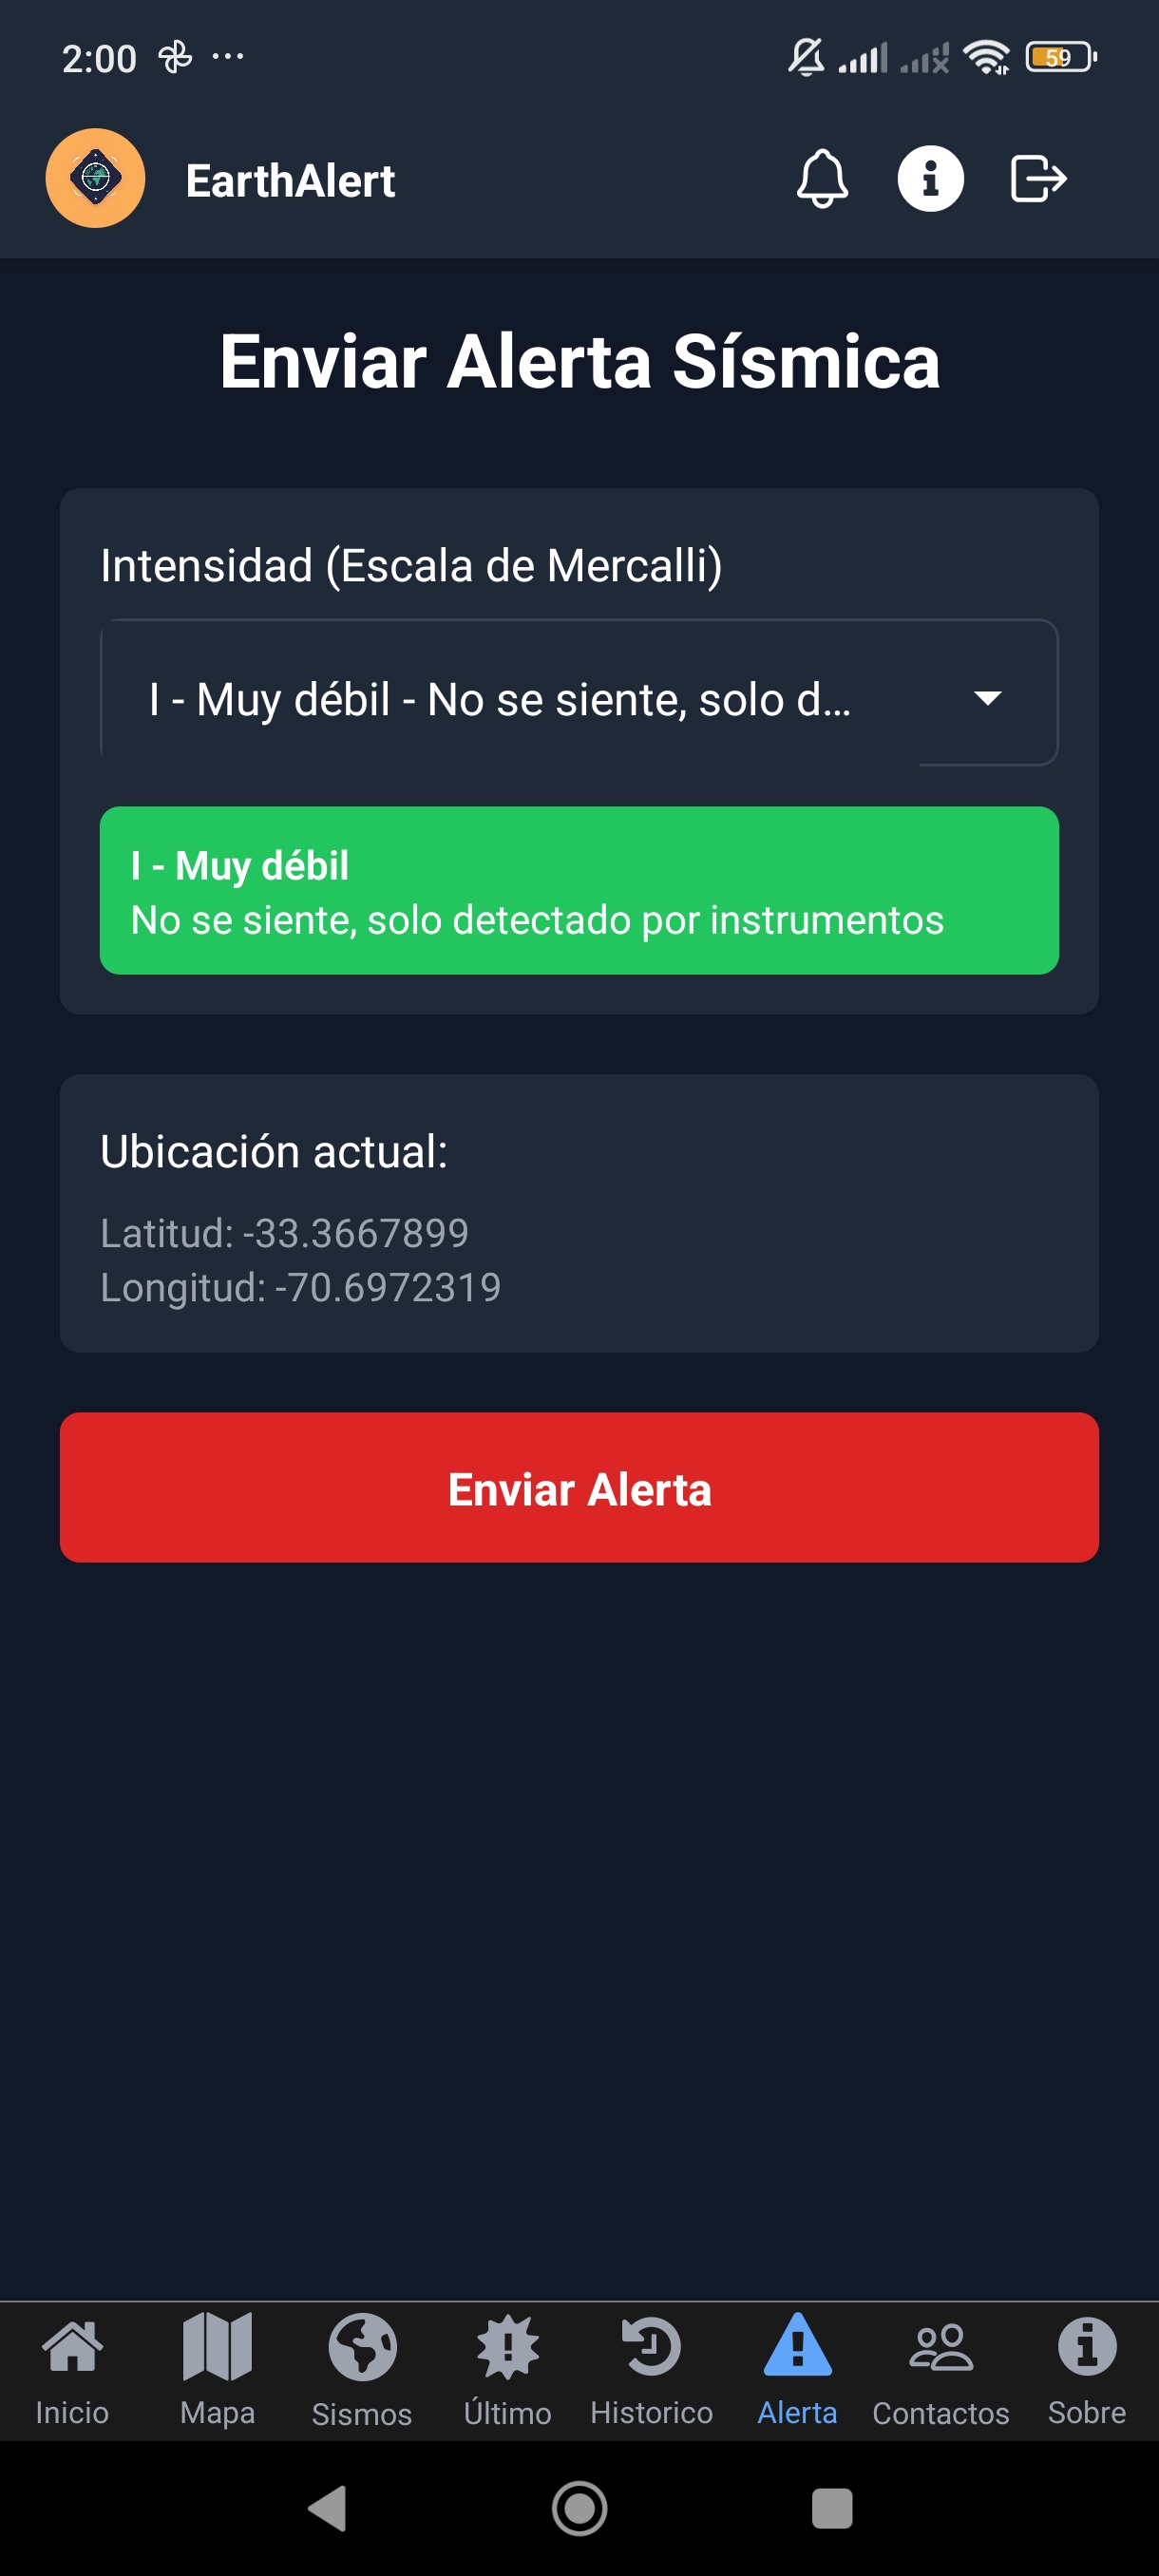 2:00
59
EarthAlert
Enviar Alerta Sísmica
Intensidad (Escala de Mercalli)
I - Muy débil - No se siente, solo d...
I - Muy débil
No se siente, solo detectado por instrumentos
Ubicación actual:
Latitud: -33.3667899
Longitud: -70.6972319
Enviar Alerta
Inicio
Mapa
Sismos
Último
Historico
Alerta
Contactos
Sobre